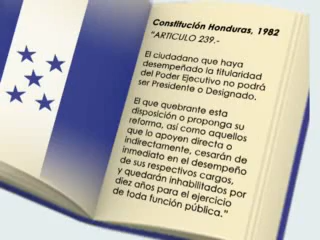 Constitución Honduras, 1982
"ARTICULO 239.-
El ciudadano que haya
desempeñado la titularidad
del Poder Ejecutivo no podrá
ser Presidente o Designado.
El que quebrante esta
disposición o proponga su
reforma, así como aquellos
que lo apoyen directa o
indirectamente, cesarán de
inmediato en el desempeño
de sus respectivos cargos,
y quedarán inhabilitados por
diez años para el ejercicio
de toda función pública."